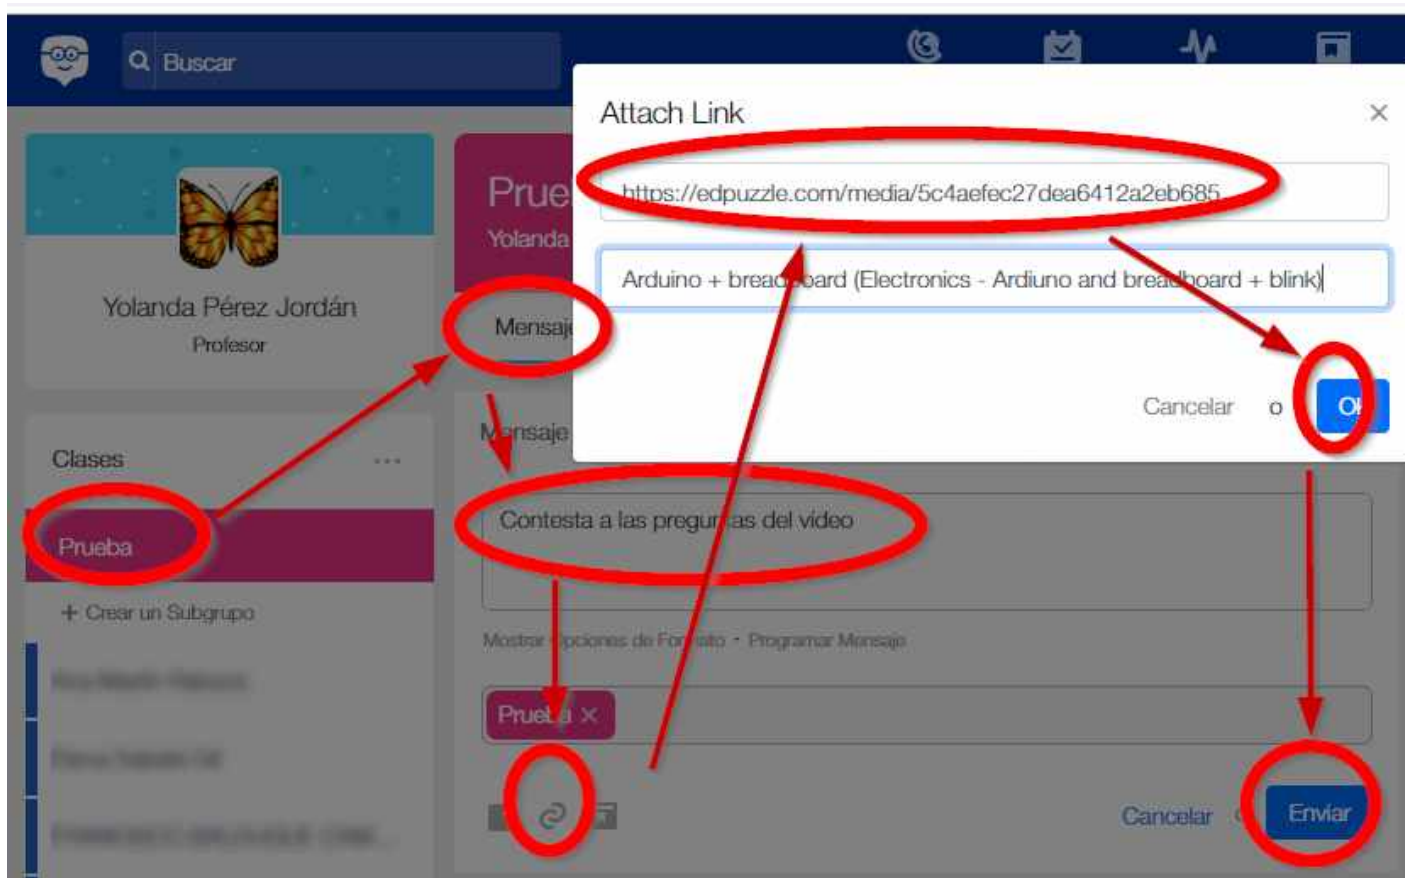 Buscar
Attach Link
https://edpuzzle.com/media/5c4aefec27dea6412a2eb685
Arduino + breadboard (Electronics - Ardiuno and breadboard + blink)
Cancelar o Ok
Yolanda Pérez Jordán
Profesor
Clases
Prueba
+ Crear un Subgrupo
Prue
Yolanda
Mensaje
Mensaje
Contesta a las preguntas del vídeo
Mostrar Opciones de Formato • Programar Mensaje
Prueba ×
Cancelar o Enviar